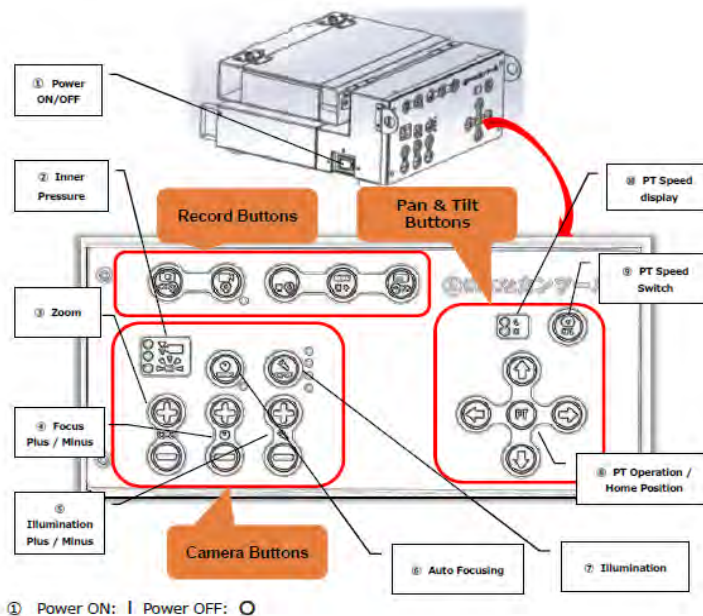 ① Power
ON/OFF
② Inner
Pressure
Record Buttons
Pan & Tilt
Buttons
⑩ PT Speed
display
⑨ PT Speed
Switch
③ Zoom
④ Focus
Plus / Minus
PT
⑧ PT Operation /
Home Position
⑤
Illumination
Plus / Minus
Camera Buttons
⑥ Auto Focusing
⑦ Illumination
① Power ON: | Power OFF: ○